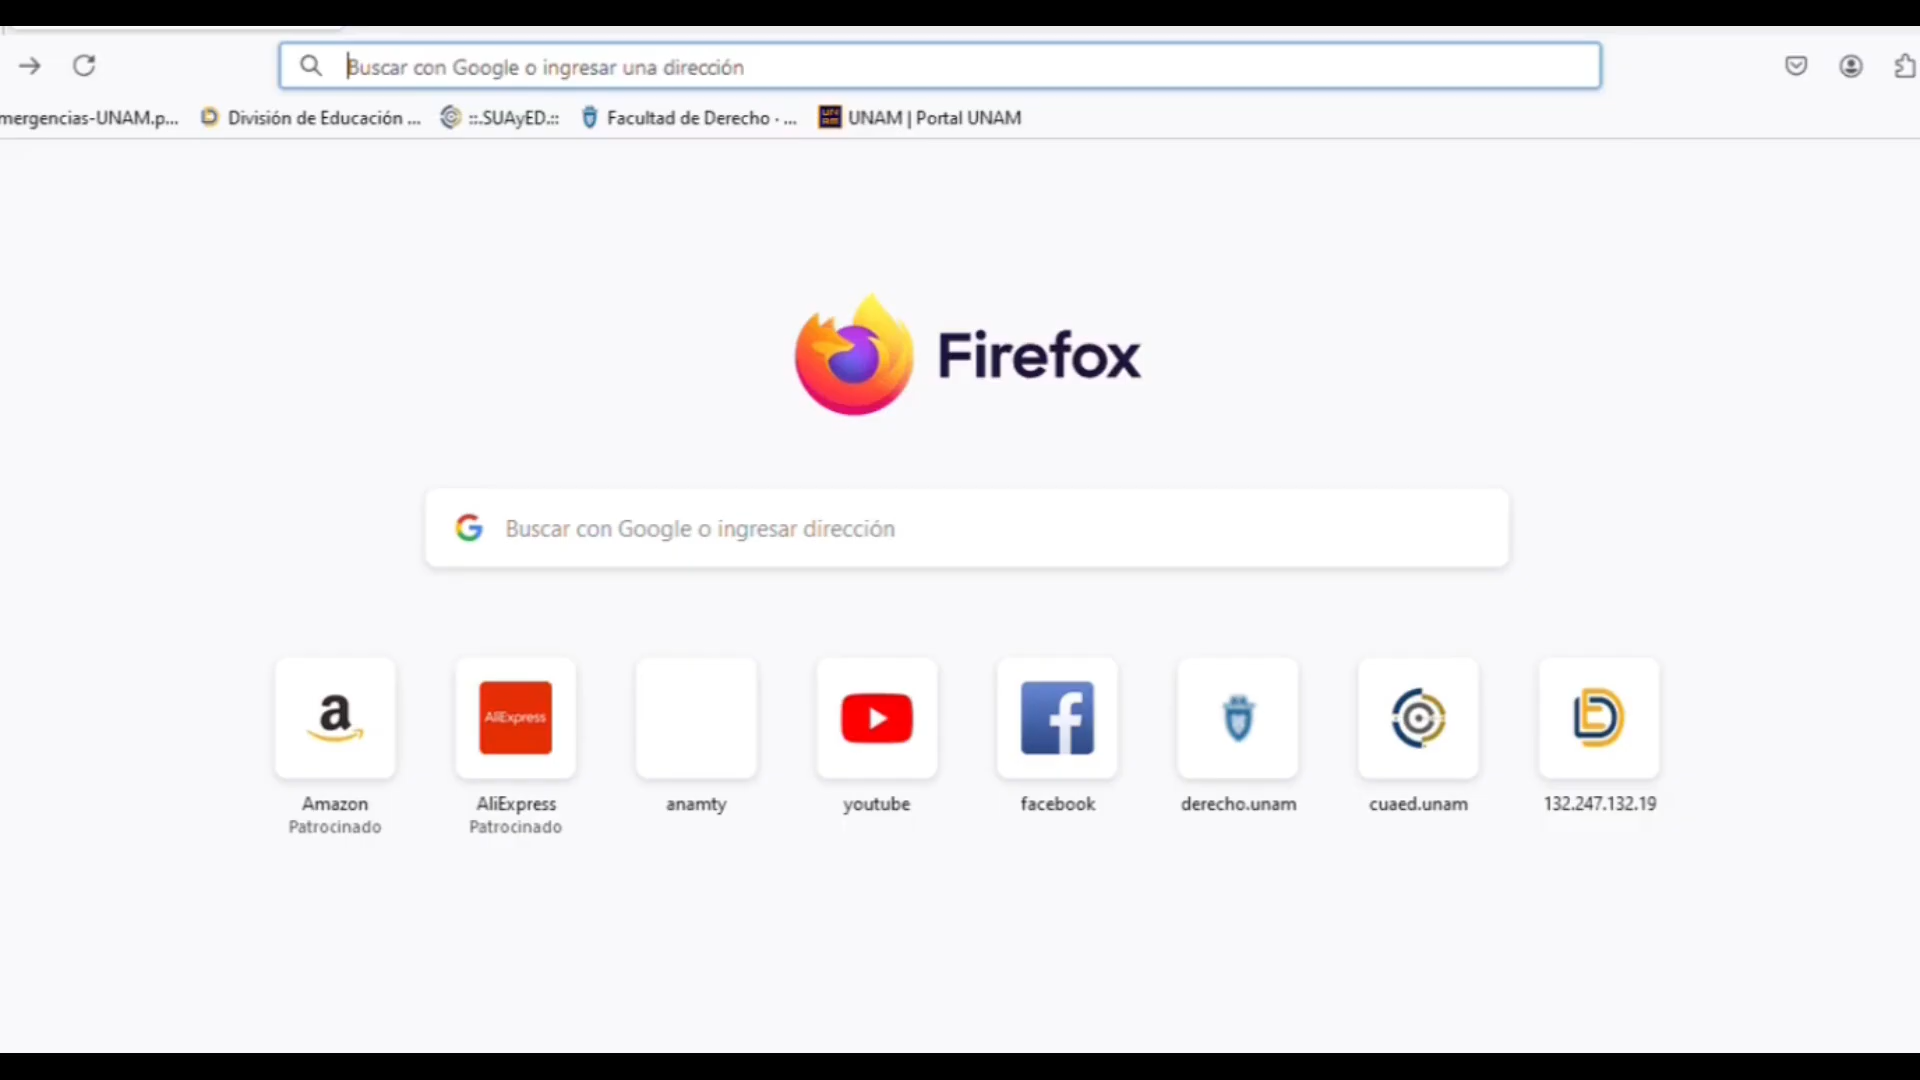 Buscar con Google o ingresar una dirección
mergencias-UNAM.p... División de Educación ... ::.SUAyED.:: Facultad de Derecho · ... UNAM | Portal UNAM
Firefox
Buscar con Google o ingresar dirección
AliExpress
Amazon AliExpress anamty youtube facebook derecho.unam cuaed.unam 132.247.132.19
Patrocinado Patrocinado